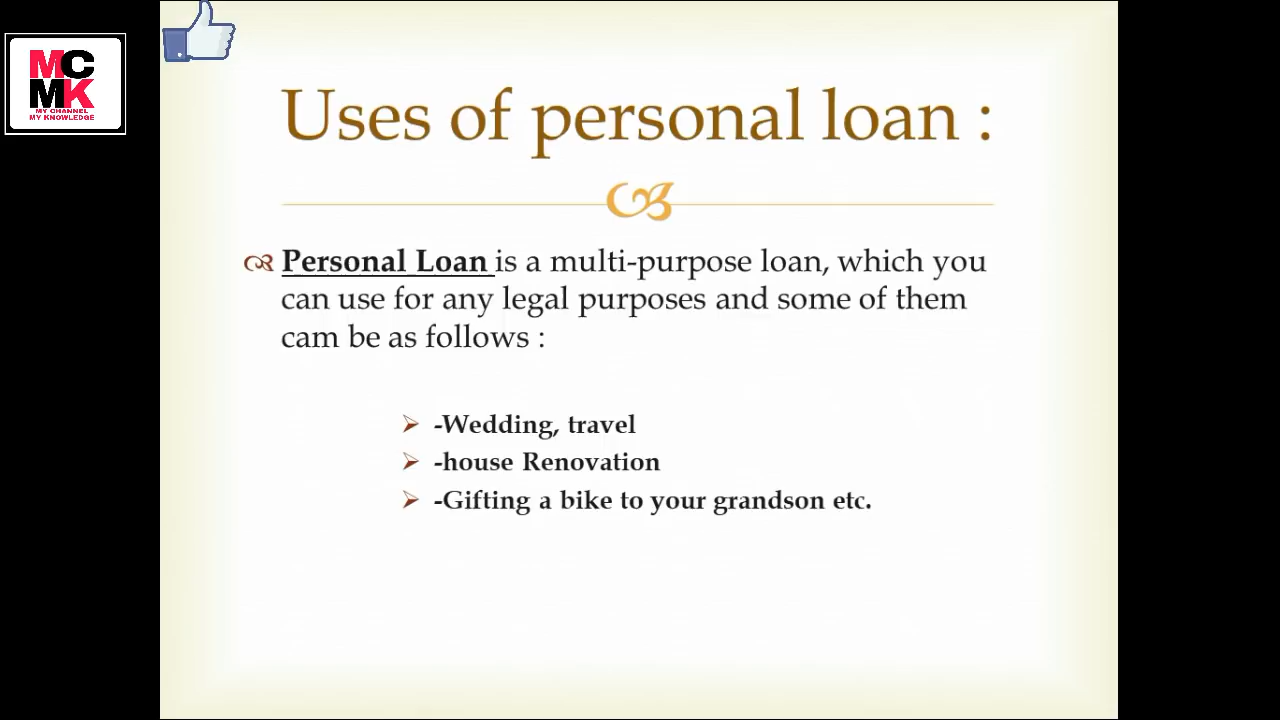 MC
MK
MY CHANNEL
MY KNOWLEDGE
Uses of personal loan :
Personal Loan is a multi-purpose loan, which you
can use for any legal purposes and some of them
cam be as follows :
-Wedding, travel
-house Renovation
-Gifting a bike to your grandson etc.